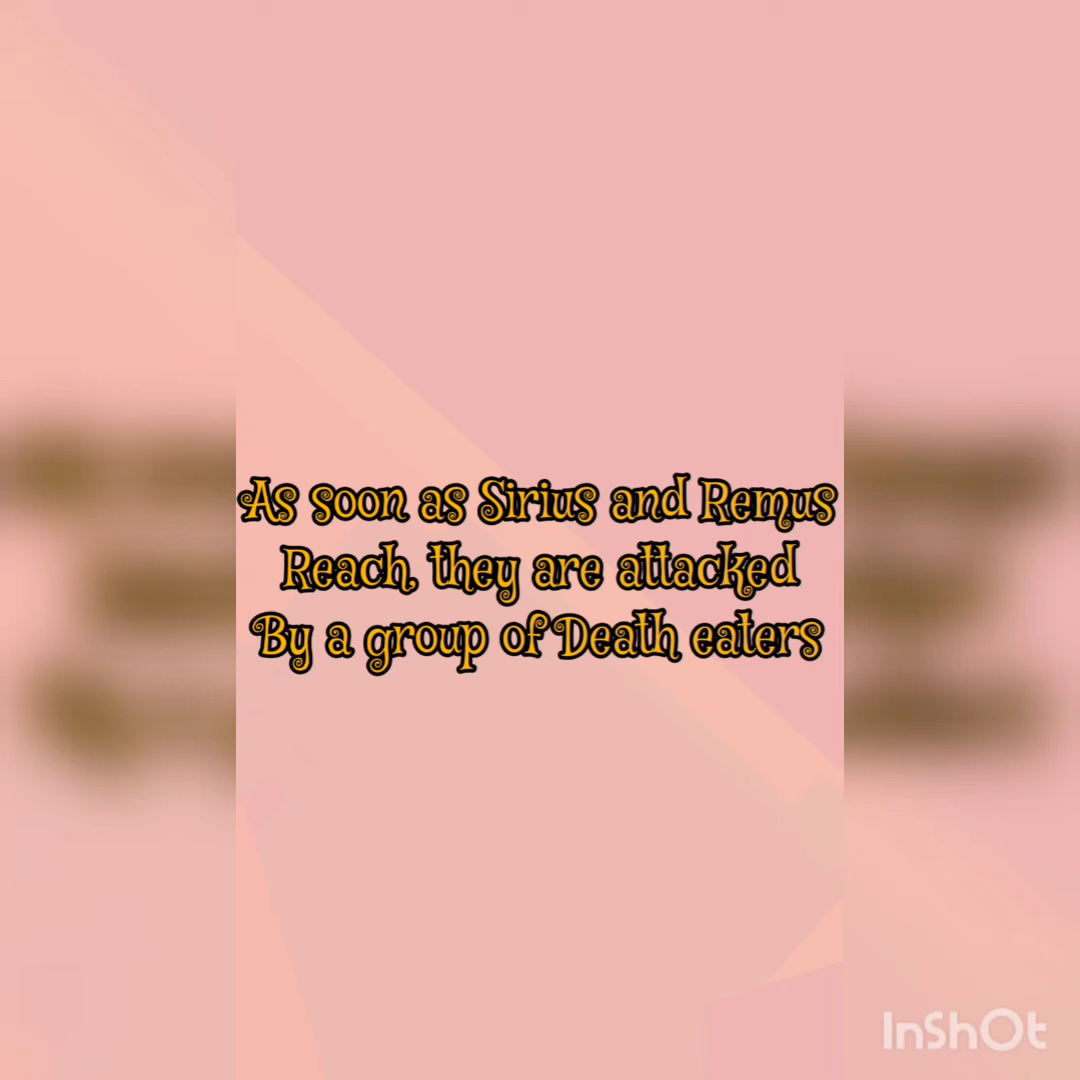 As soon as Sirius and Remus
Reach, they are attacked
By a group of Death eaters
InShOt